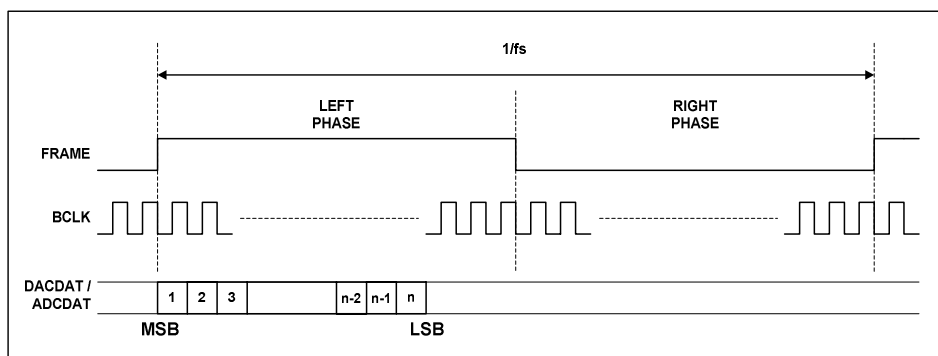 1/fs
LEFT
PHASE
RIGHT
PHASE
FRAME
BCLK
DACDAT /
ADCDAT
1 2 3 n-2 n-1 n
MSB LSB